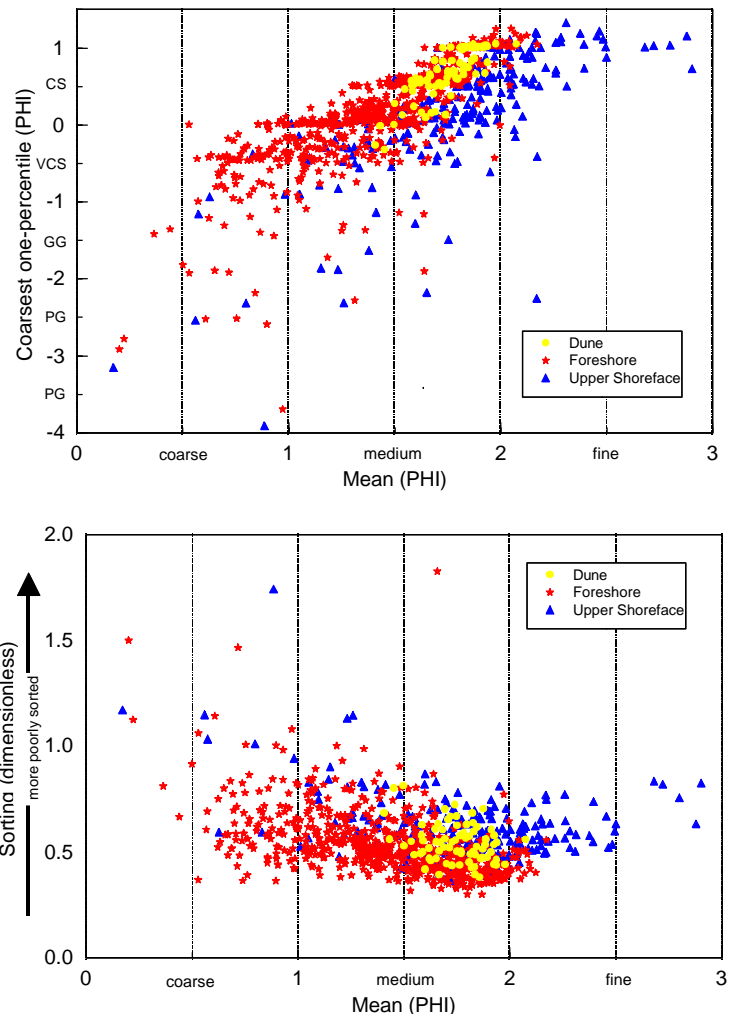 Coarsest one-percentile (PHI)
1
CS
0
VCS
-1
GG
-2
PG
-3
PG
-4
Dune
Foreshore
Upper Shoreface
0
coarse
1
medium
2
fine
3
Mean (PHI)
Sorting (dimensionless)
more poorly sorted
2.0
1.5
1.0
0.5
0.0
Dune
Foreshore
Upper Shoreface
0
coarse
1
medium
2
fine
3
Mean (PHI)